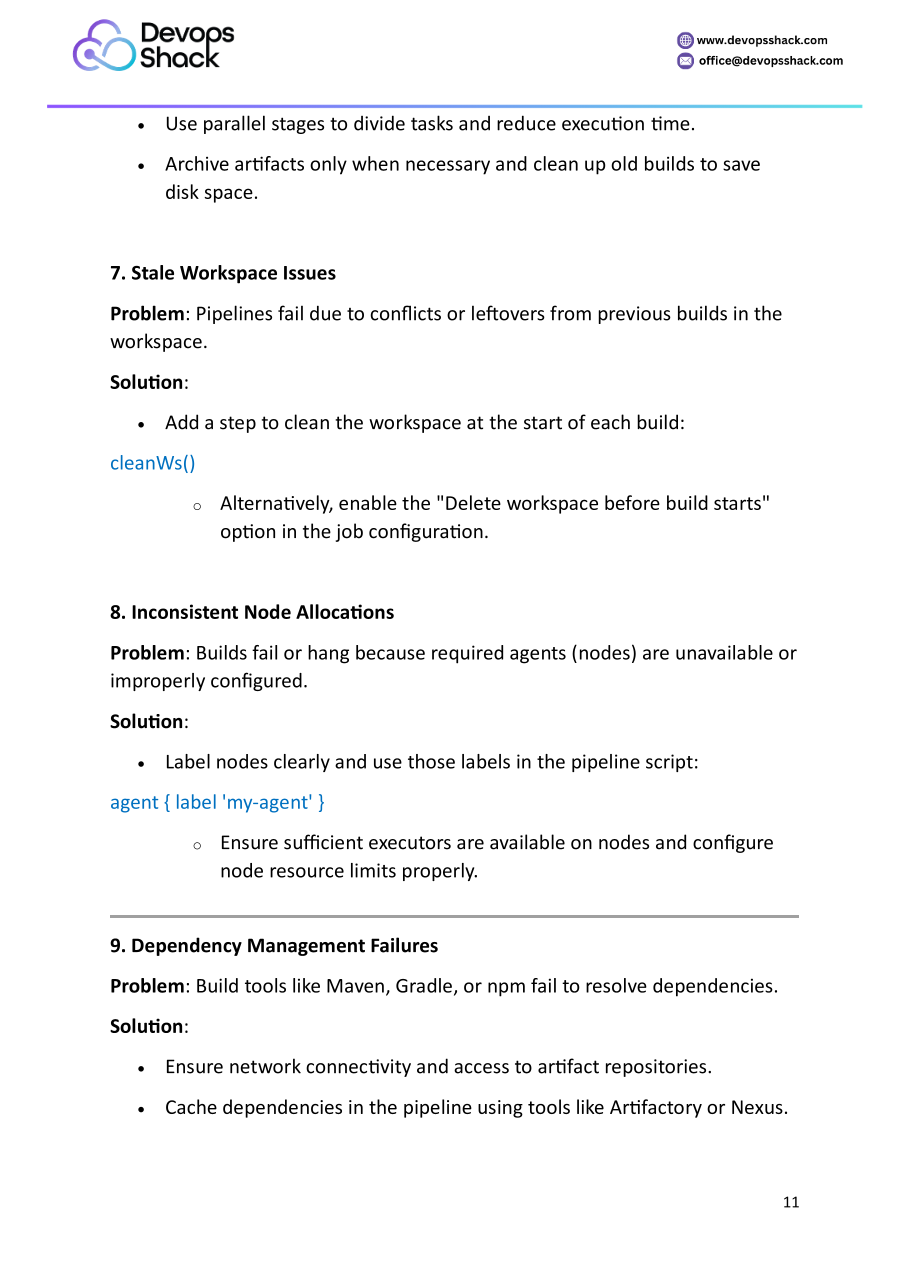 Devops
Shack
www.devopsshack.com
office@devopsshack.com
• Use parallel stages to divide tasks and reduce execution time.
• Archive artifacts only when necessary and clean up old builds to save
disk space.
7. Stale Workspace Issues
Problem: Pipelines fail due to conflicts or leftovers from previous builds in the
workspace.
Solution:
• Add a step to clean the workspace at the start of each build:
cleanWs()
o Alternatively, enable the "Delete workspace before build starts"
option in the job configuration.
8. Inconsistent Node Allocations
Problem: Builds fail or hang because required agents (nodes) are unavailable or
improperly configured.
Solution:
• Label nodes clearly and use those labels in the pipeline script:
agent { label 'my-agent' }
o Ensure sufficient executors are available on nodes and configure
node resource limits properly.
9. Dependency Management Failures
Problem: Build tools like Maven, Gradle, or npm fail to resolve dependencies.
Solution:
• Ensure network connectivity and access to artifact repositories.
• Cache dependencies in the pipeline using tools like Artifactory or Nexus.
11